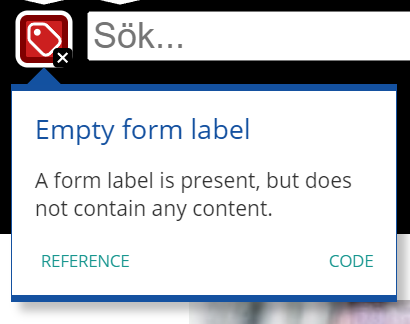 Sök...
Empty form label
A form label is present, but does
not contain any content.
REFERENCE
CODE